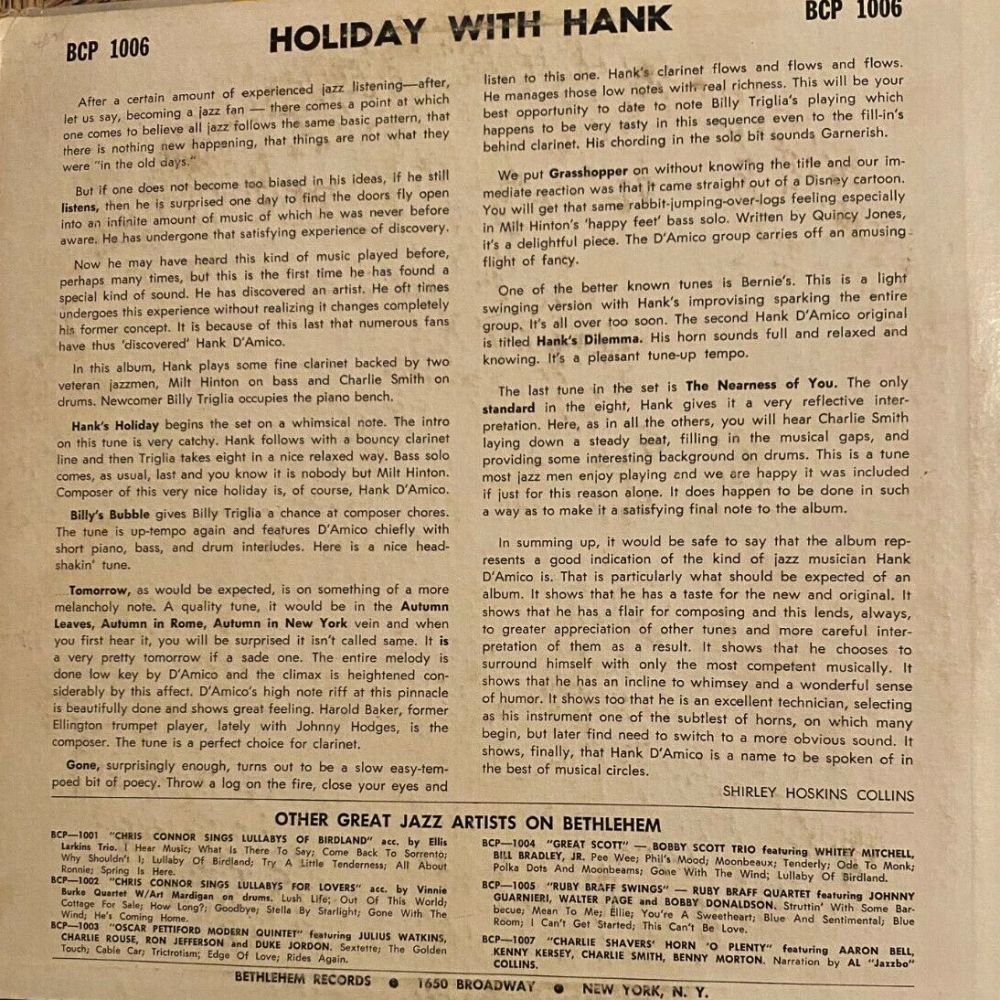 BCP 1006
HOLIDAY WITH HANK
BCP 1006
After a certain amount of experienced jazz listening—after,
let us say, becoming a jazz fan — there comes a point at which
one comes to believe all jazz follows the same basic pattern, that
there is nothing new happening, that things are not what they
were "in the old days."
But if one does not become too biased in his ideas, if he still
listens, then he is surprised one day to find the doors fly open
into an infinite amount of music of which he was never before
aware. He has undergone that satisfying experience of discovery.
Now he may have heard this kind of music played before,
perhaps many times, but this is the first time he has found a
special kind of sound. He has discovered an artist. He oft times
undergoes this experience without realizing it changes completely
his former concept. It is because of this last that numerous fans
have thus 'discovered' Hank D'Amico.
In this album, Hank plays some fine clarinet backed by two
veteran jazzmen, Milt Hinton on bass and Charlie Smith on
drums. Newcomer Billy Triglia occupies the piano bench.
Hank's Holiday begins the set on a whimsical note. The intro
on this tune is very catchy. Hank follows with a bouncy clarinet
line and then Triglia takes eight in a nice relaxed way. Bass solo
comes, as usual, last and you know it is nobody but Milt Hinton.
Composer of this very nice holiday is, of course, Hank D'Amico.
Billy's Bubble gives Billy Triglia a chance at composer chores.
The tune is up-tempo again and features D'Amico chiefly with
short piano, bass, and drum interludes. Here is a nice head-
shakin' tune.
Tomorrow, as would be expected, is on something of a more
melancholy note. A quality tune, it would be in the Autumn
Leaves, Autumn in Rome, Autumn in New York vein and when
you first hear it, you will be surprised it isn't called same. It is
a very pretty tomorrow if a sade one. The entire melody is
done low key by D'Amico and the climax is heightened con-
siderably by this affect. D'Amico's high note riff at this pinnacle
is beautifully done and shows great feeling. Harold Baker, former
Ellington trumpet player, lately with Johnny Hodges, is the
composer. The tune is a perfect choice for clarinet.
Gone, surprisingly enough, turns out to be a slow easy-tem-
poed bit of poecy. Throw a log on the fire, close your eyes and
listen to this one. Hank's clarinet flows and flows and flows.
He manages those low notes with real richness. This will be your
best opportunity to date to note Billy Triglia's playing which
happens to be very tasty in this sequence even to the fill-in's
behind clarinet. His chording in the solo bit sounds Garnerish.
We put Grasshopper on without knowing the title and our im-
mediate reaction was that it came straight out of a Disney cartoon.
You will get that same rabbit-jumping-over-logs feeling especially
in Milt Hinton's 'happy feet' bass solo. Written by Quincy Jones,
it's a delightful piece. The D'Amico group carries off an amusing
flight of fancy.
One of the better known tunes is Bernie's. This is a light
swinging version with Hank's improvising sparking the entire
group. It's all over too soon. The second Hank D'Amico original
is titled Hank's Dilemma. His horn sounds full and relaxed and
knowing. It's a pleasant tune-up tempo.
The last tune in the set is The Nearness of You. The only
standard in the eight, Hank gives it a very reflective inter-
pretation. Here, as in all the others, you will hear Charlie Smith
laying down a steady beat, filling in the musical gaps, and
providing some interesting background on drums. This is a tune
most jazz men enjoy playing and we are happy it was included
if just for this reason alone. It does happen to be done in such
a way as to make it a satisfying final note to the album.
In summing up, it would be safe to say that the album rep-
resents a good indication of the kind of jazz musician Hank
D'Amico is. That is particularly what should be expected of an
album. It shows that he has a taste for the new and original. It
shows that he has a flair for composing and this lends, always,
to greater appreciation of other tunes and more careful inter-
pretation of them as a result. It shows that he chooses to
surround himself with only the most competent musically. It
shows that he has an incline to whimsey and a wonderful sense
of humor. It shows too that he is an excellent technician, selecting
as his instrument one of the subtlest of horns, on which many
begin, but later find need to switch to a more obvious sound. It
shows, finally, that Hank D'Amico is a name to be spoken of in
the best of musical circles.
SHIRLEY HOSKINS COLLINS
OTHER GREAT JAZZ ARTISTS ON BETHLEHEM
BCP—1001 "CHRIS CONNOR SINGS LULLABYS OF BIRDLAND" acc. by Ellis
Larkins Trio. I Hear Music; What Is There To Say; Come Back To Sorrento;
Why Shouldn't I; Lullaby Of Birdland; Try A Little Tenderness; All About
Ronnie; Spring Is Here.
BCP—1002 "CHRIS CONNOR SINGS LULLABYS FOR LOVERS" acc. by Vinnie
Burke Quartet W/Art Mardigan on drums. Lush Life; Out Of This World;
Cottage For Sale; How Long?; Goodbye; Stella By Starlight; Gone With The
Wind; He's Coming Home.
BCP—1003 "OSCAR PETTIFORD MODERN QUINTET" featuring JULIUS WATKINS,
CHARLIE ROUSE, RON JEFFERSON and DUKE JORDON. Sextette; The Golden
Touch; Cable Car; Trictrotism; Edge Of Love; Rides Again.
BCP—1004 "GREAT SCOTT" — BOBBY SCOTT TRIO featuring WHITEY MITCHELL,
BILL BRADLEY, JR. Pee Wee; Phil's Mood; Moonbeaux; Tenderly; Ode To Monk;
Polka Dots And Moonbeams; Gone With The Wind; Lullaby Of Birdland.
BCP—1005 "RUBY BRAFF SWINGS" — RUBY BRAFF QUARTET featuring JOHNNY
GUARNIERI, WALTER PAGE and BOBBY DONALDSON. Struttin' With Some Bar-
becue; Mean To Me; Ellie; You're A Sweetheart; Blue And Sentimental; Blue
Room; I Can't Get Started; This Can't Be Love.
BCP—1007 "CHARLIE SHAVERS' HORN 'O PLENTY" featuring AARON BELL,
KENNY KERSEY, CHARLIE SMITH, BENNY MORTON. Narration by AL "Jazzbo"
COLLINS.
BETHLEHEM RECORDS ● 1650 BROADWAY ● NEW YORK, N. Y.